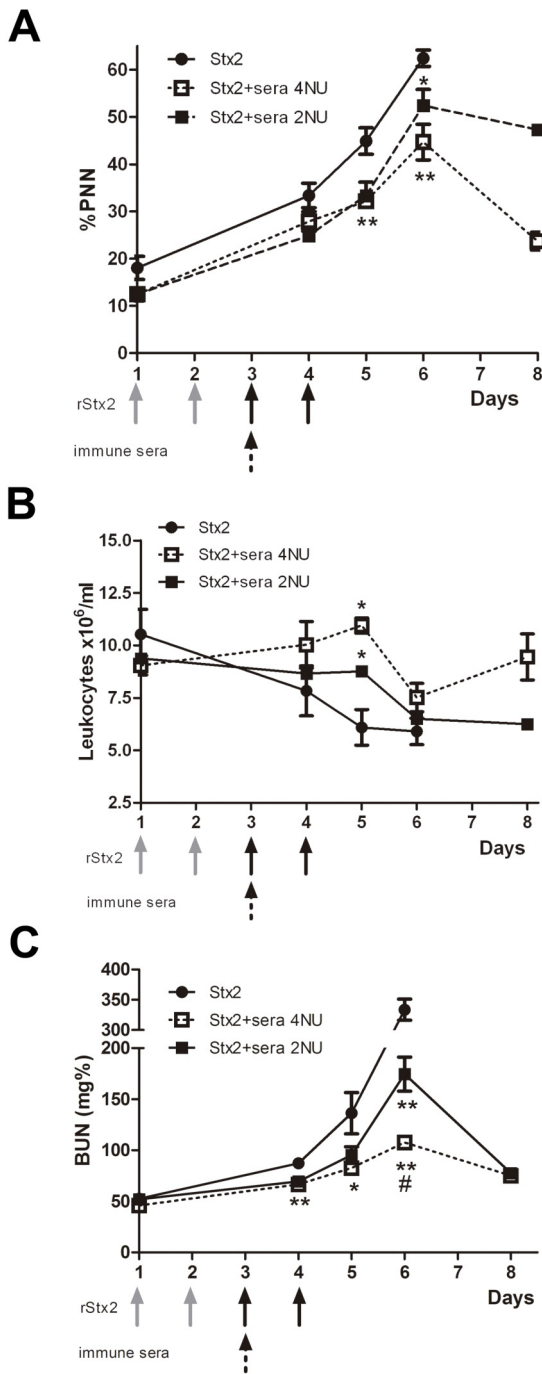 A
Stx2
Stx2+sera 4NU
Stx2+sera 2NU
60
50
40
30
20
10
0
%PNN
*
**
**
1 2 3 4 5 6 7 8
rStx2
Days
immune sera
B
Stx2
Stx2+sera 4NU
Stx2+sera 2NU
15.0
12.5
10.0
7.5
5.0
2.5
Leukocytes x10⁶/ml
*
*
1 2 3 4 5 6 7 8
rStx2
Days
immune sera
C
Stx2
Stx2+sera 4NU
Stx2+sera 2NU
400
350
300
200
150
100
50
0
BUN (mg%)
**
**
*
**
#
1 2 3 4 5 6 7 8
rStx2
Days
immune sera